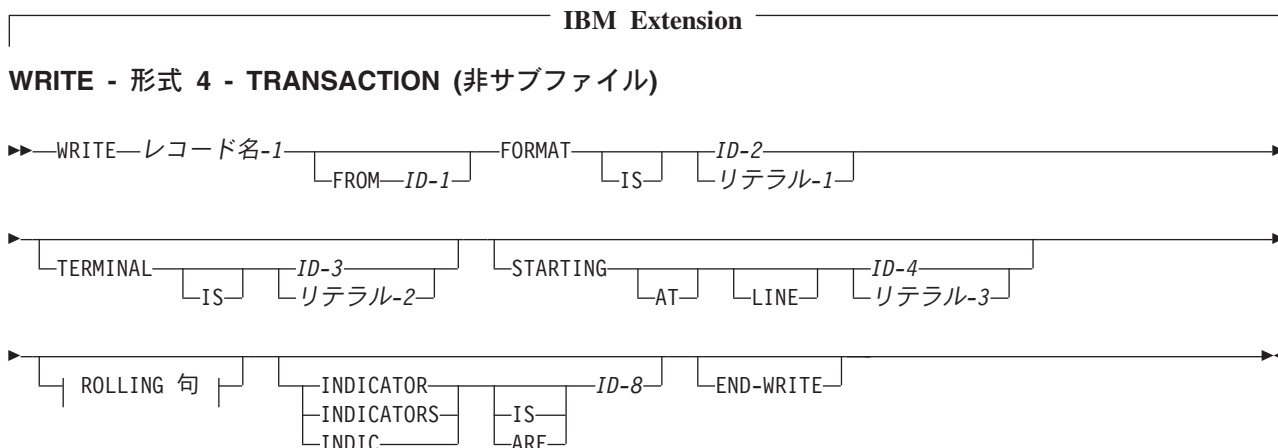 IBM Extension
WRITE - 形式 4 - TRANSACTION (非サブファイル)
WRITE レコード名-1 FORMAT ID-2
FROM ID-1 IS リテラル-1
TERMINAL ID-3 STARTING ID-4
IS リテラル-2 AT LINE リテラル-3
ROLLING 句 INDICATOR ID-8 END-WRITE
INDICATORS IS
INDIC ARE